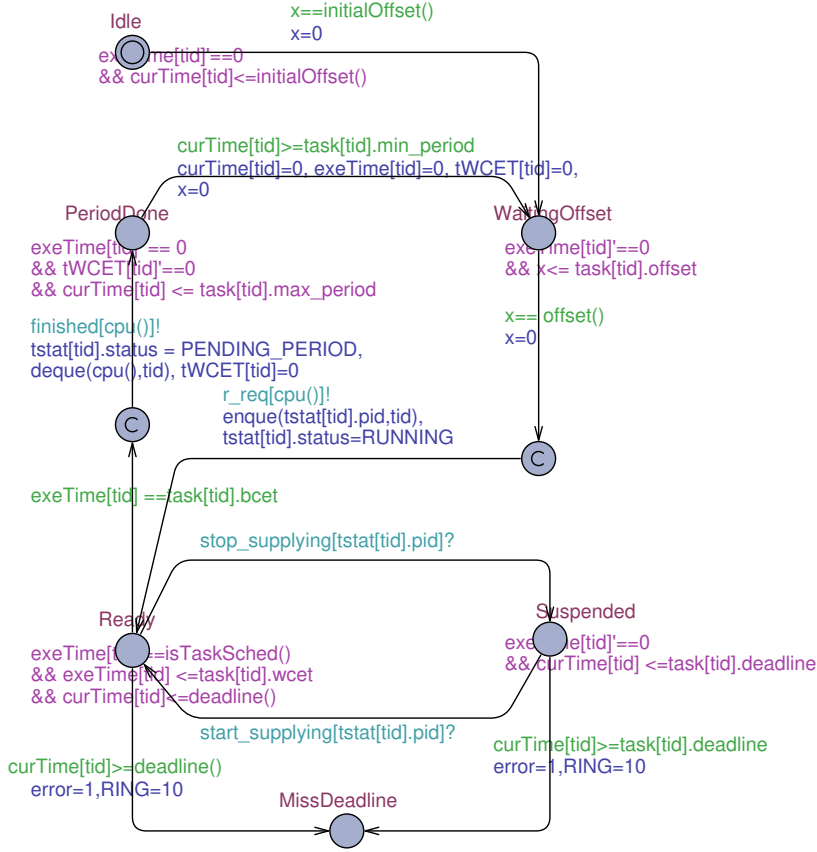 Idle
x==initialOffset()
x=0
exeTime[tid]'==0
&& curTime[tid]<=initialOffset()
curTime[tid]>=task[tid].min_period
curTime[tid]=0, exeTime[tid]=0, tWCET[tid]=0,
x=0
PeriodDone
WaitingOffset
exeTime[tid]' == 0
&& tWCET[tid]'==0
&& curTime[tid] <= task[tid].max_period
exeTime[tid]'==0
&& x<= task[tid].offset
finished[cpu()]!
tstat[tid].status = PENDING_PERIOD,
deque(cpu(),tid), tWCET[tid]=0
x== offset()
x=0
r_req[cpu()]!
enque(tstat[tid].pid,tid),
tstat[tid].status=RUNNING
C
C
exeTime[tid] ==task[tid].bcet
stop_supplying[tstat[tid].pid]?
Ready
Suspended
exeTime[tid]'==isTaskSched()
&& exeTime[tid] <=task[tid].wcet
&& curTime[tid]<=deadline()
exeTime[tid]'==0
&& curTime[tid] <=task[tid].deadline
start_supplying[tstat[tid].pid]?
curTime[tid]>=deadline()
error=1,RING=10
curTime[tid]>=task[tid].deadline
error=1,RING=10
MissDeadline